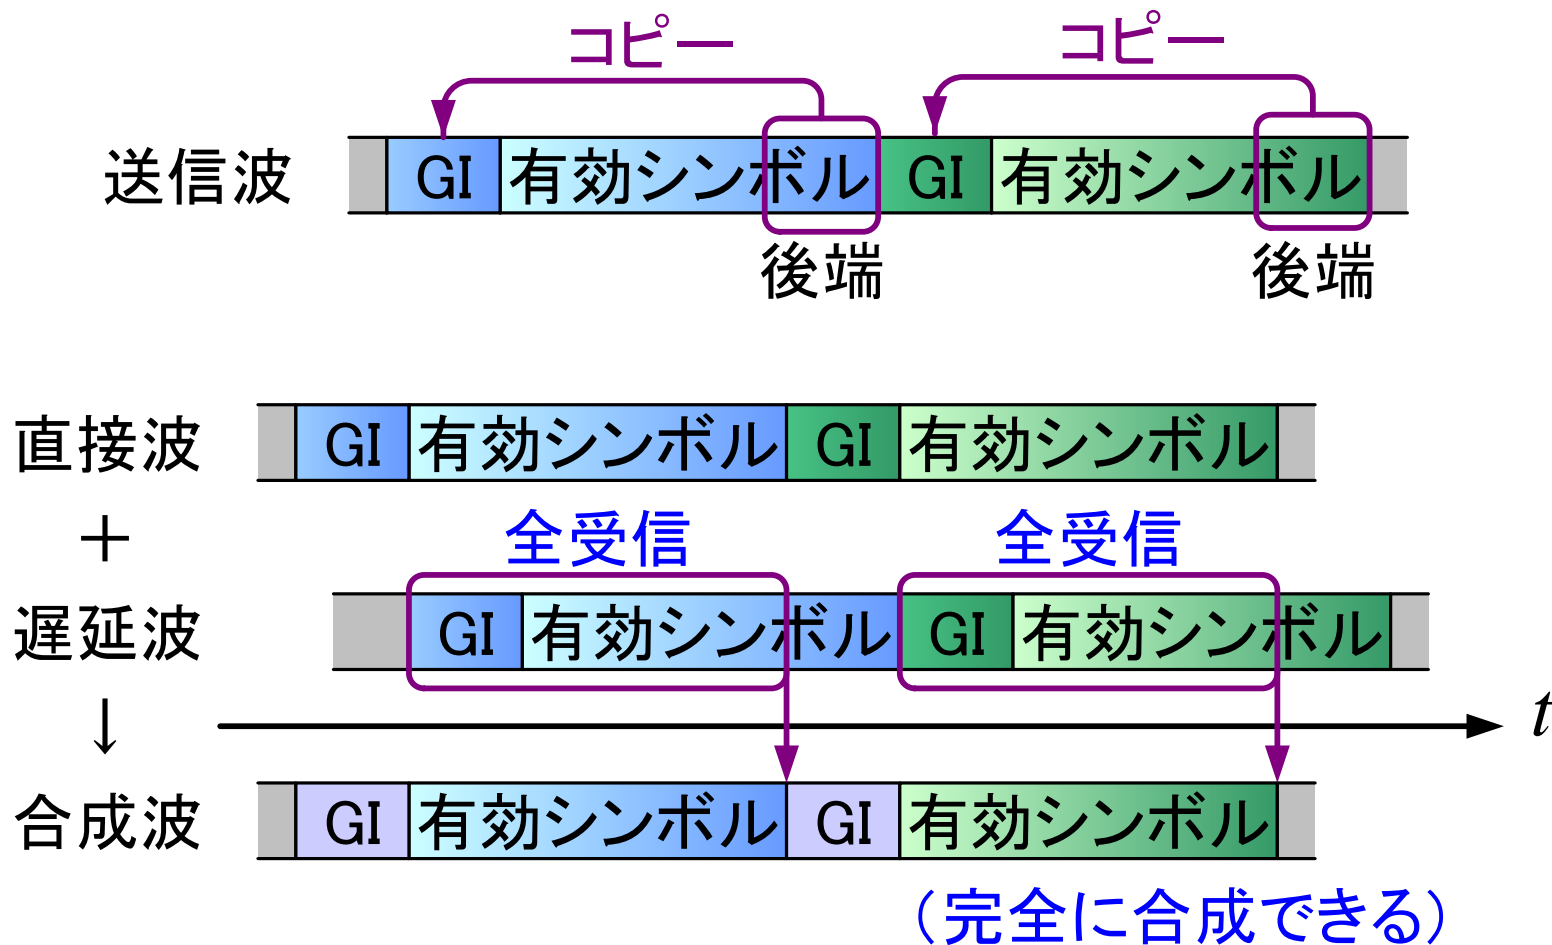 コピー コピー
送信波 GI 有効シンボル GI 有効シンボル
後端 後端
直接波 GI 有効シンボル GI 有効シンボル
＋ 全受信 全受信
遅延波 GI 有効シンボル GI 有効シンボル
↓ t
合成波 GI 有効シンボル GI 有効シンボル
（完全に合成できる）